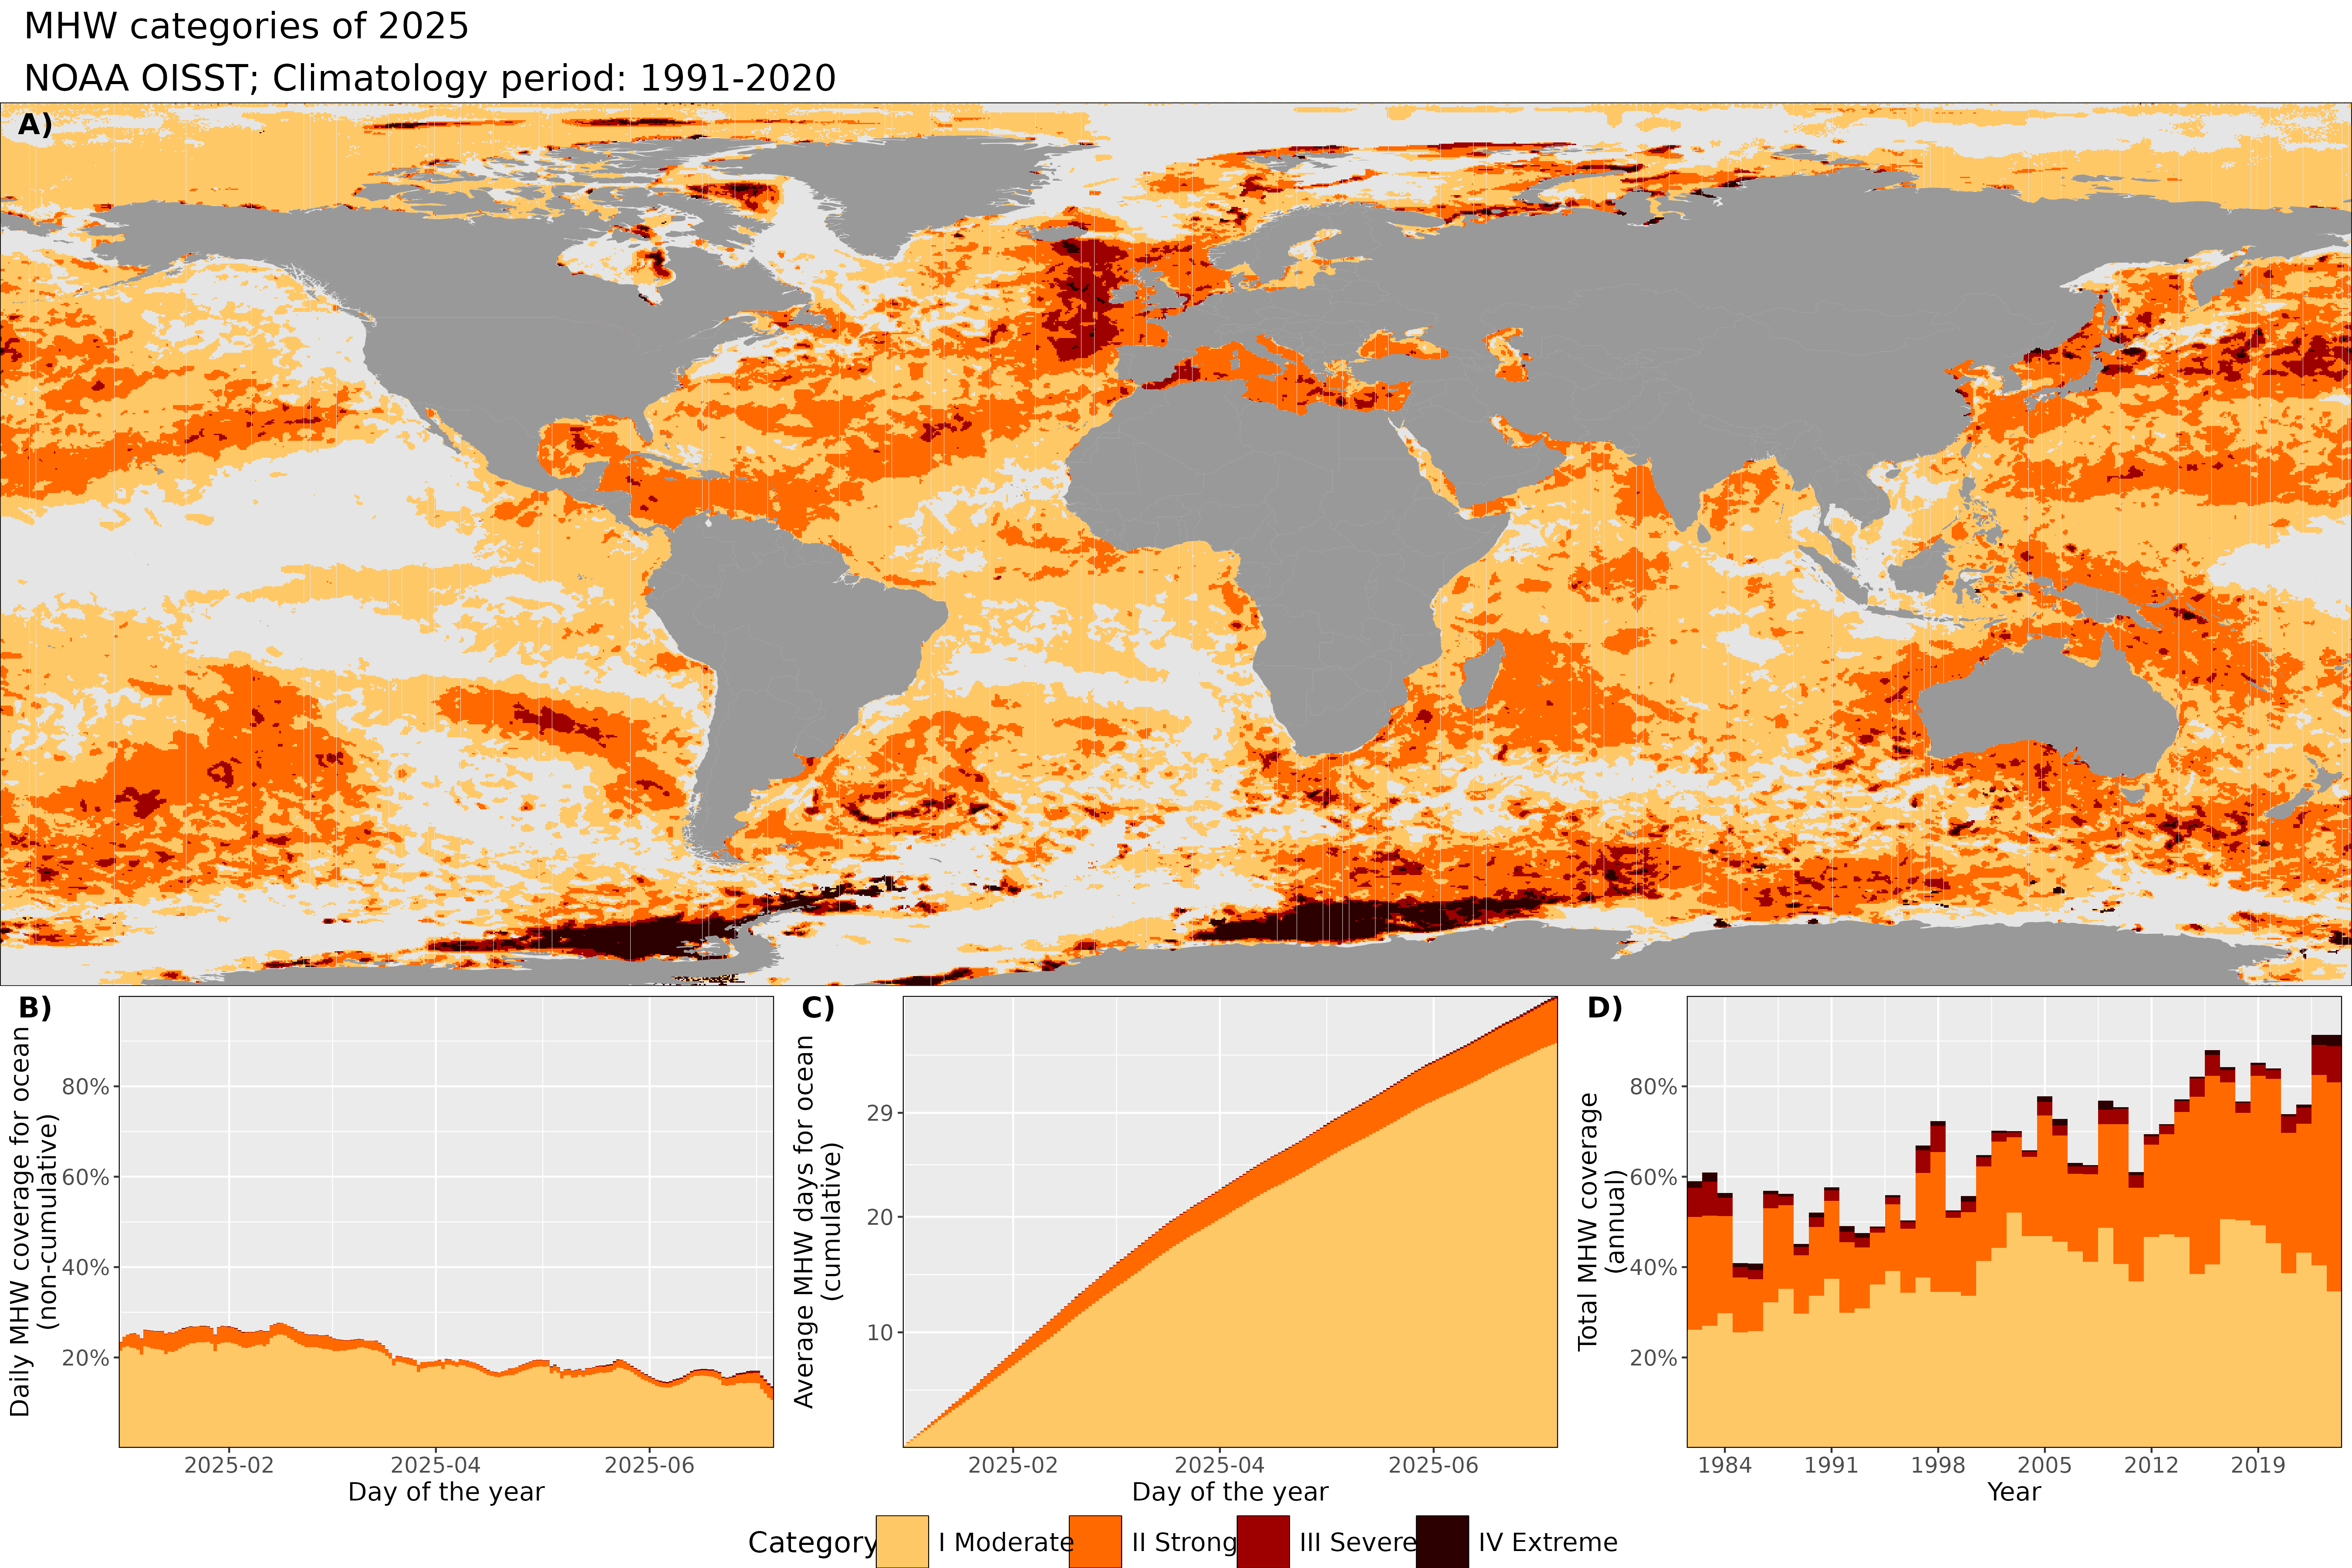 MHW categories of 2025
NOAA OISST; Climatology period: 1991-2020
A)
B)
Daily MHW coverage for ocean
(non-cumulative)
80%
60%
40%
20%
2025-02
2025-04
2025-06
Day of the year
C)
Average MHW days for ocean
(cumulative)
29
20
10
2025-02
2025-04
2025-06
Day of the year
D)
Total MHW coverage
(annual)
80%
60%
40%
20%
1984
1991
1998
2005
2012
2019
Year
Category
I Moderate
II Strong
III Severe
IV Extreme